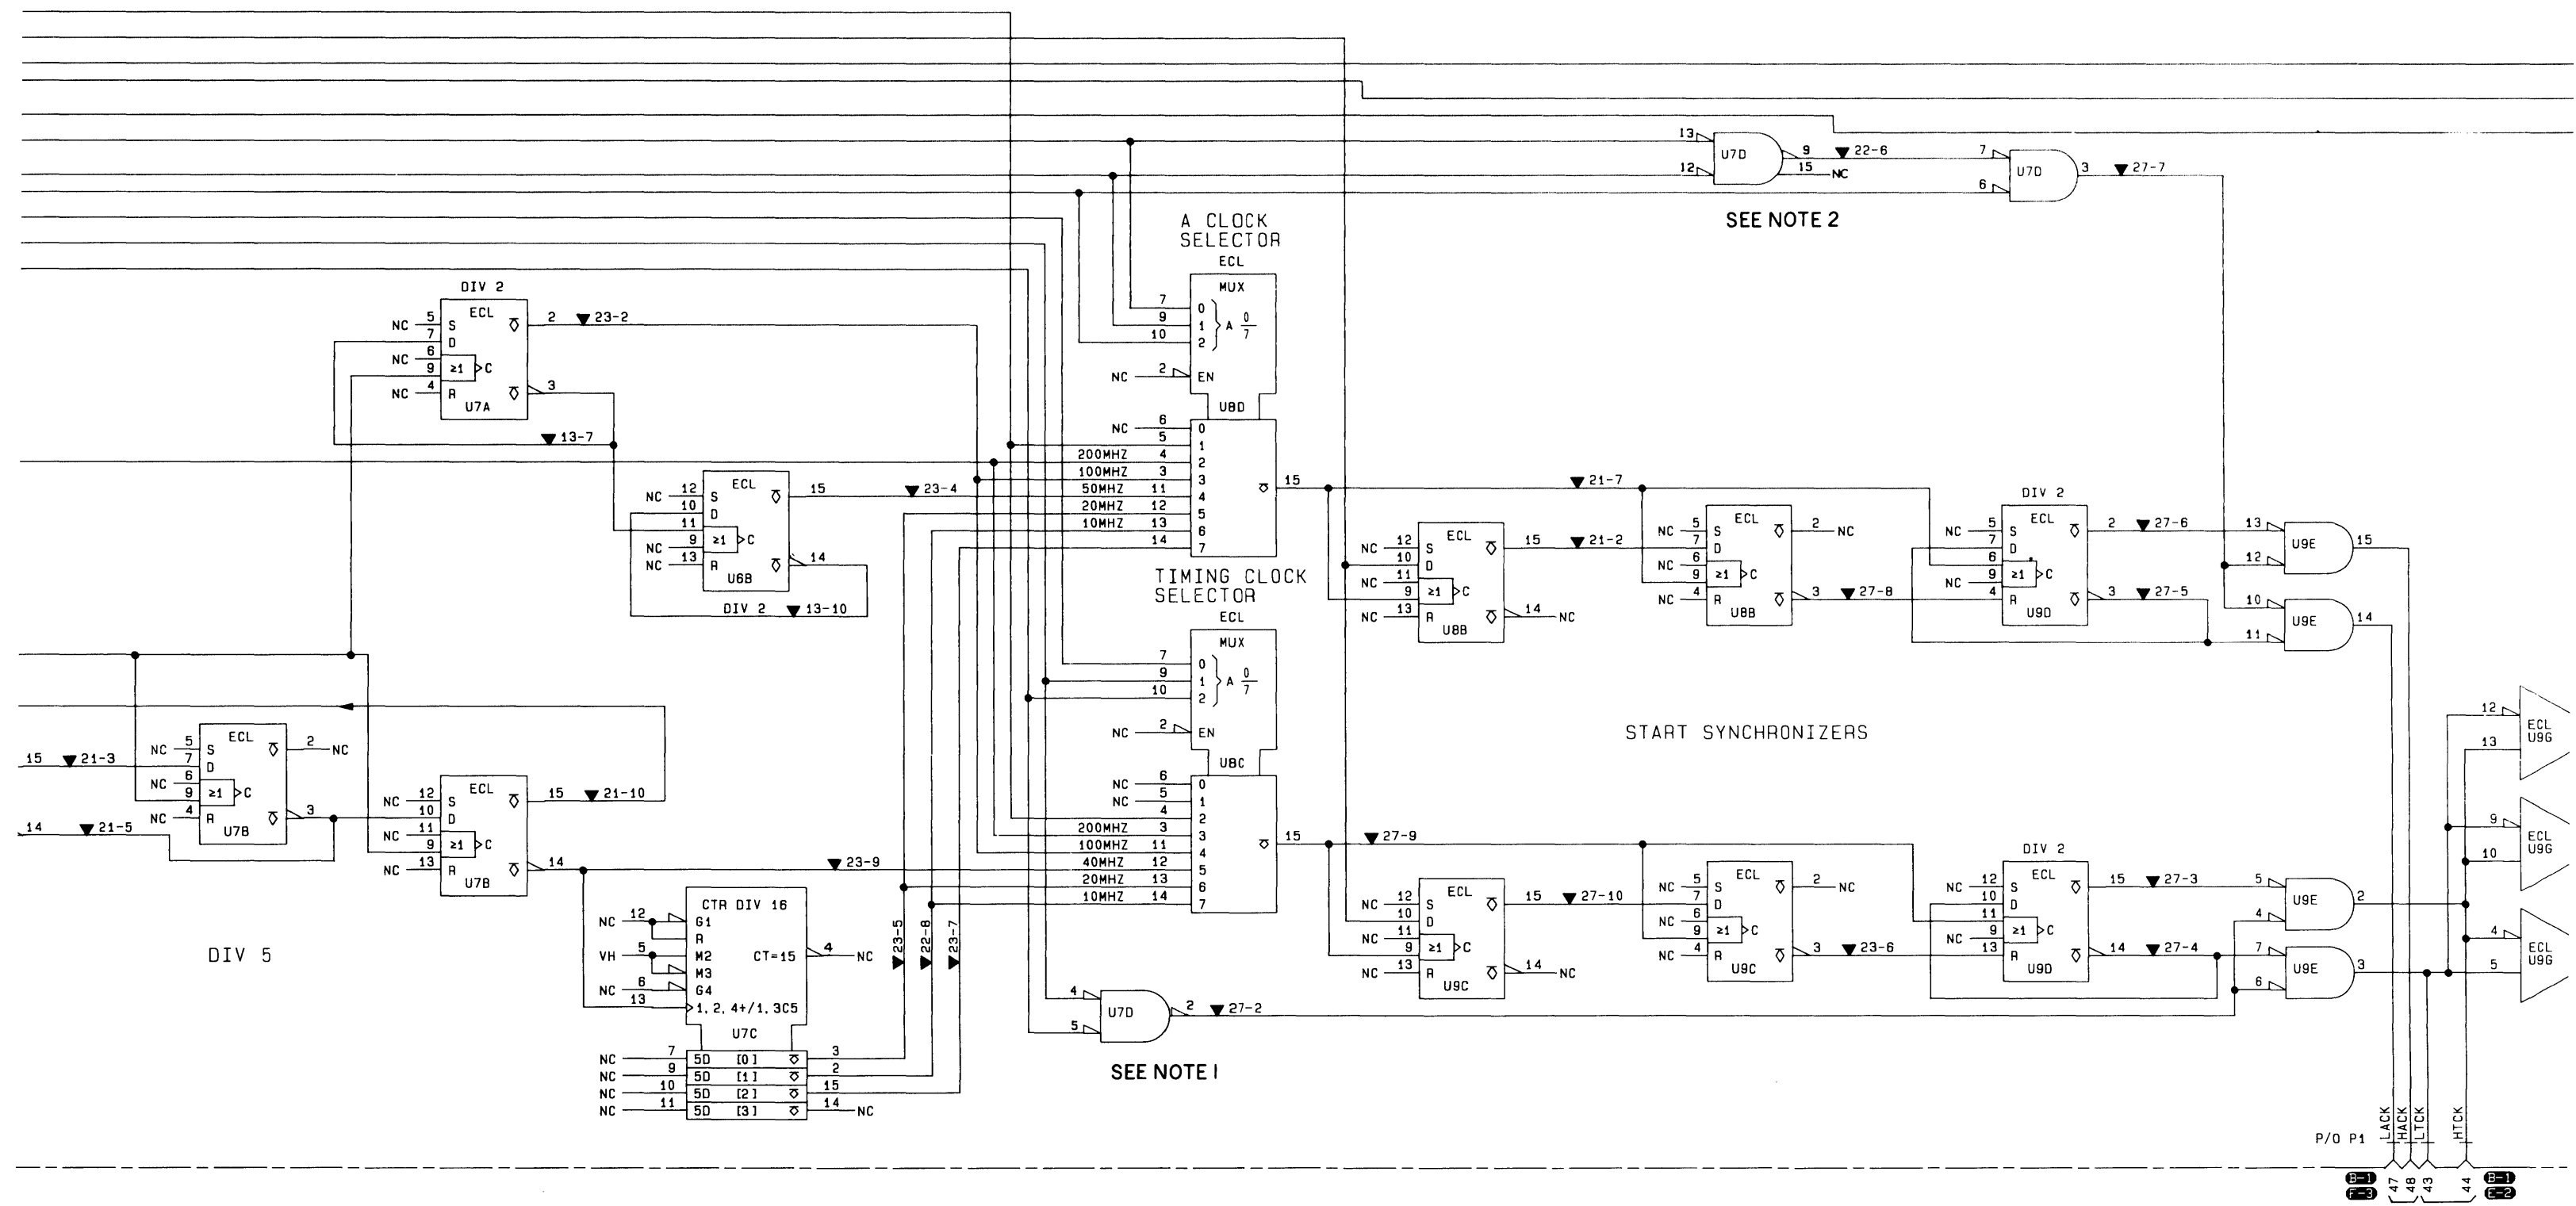 13
12
U7D
9
22-6
15
NC
7
6
U7D
3
27-7
SEE NOTE 2
A CLOCK
SELECTOR
ECL
MUX
7
9
10
0
1
2
A 0/7
NC
2
EN
U8D
NC
6
5
200MHZ 4
100MHZ 3
50MHZ 11
20MHZ 12
10MHZ 13
14
0
1
2
3
4
5
6
7
15
21-7
DIV 2
ECL
NC 5 S
7 D
NC 6
9 ≥1 C
NC 4 R
U7A
2
23-2
3
13-7
ECL
NC 12 S
10 D
11
NC 9 ≥1 C
NC 13 R
U6B
15
23-4
14
DIV 2
13-10
TIMING CLOCK
SELECTOR
ECL
MUX
7
9
10
0
1
2
A 0/7
NC
2
EN
U8C
NC 6
NC 5
4
200MHZ 3
100MHZ 11
40MHZ 12
20MHZ 13
10MHZ 14
0
1
2
3
4
5
6
7
15
27-9
ECL
NC 12 S
10 D
NC 11
9 ≥1 C
NC 13 R
U8B
15
21-2
14
NC
ECL
NC 5 S
7 D
NC 6
9 ≥1 C
NC 4 R
U8B
2
NC
3
27-8
DIV 2
ECL
NC 5 S
7 D
6
NC 9 ≥1 C
4 R
U9D
2
27-6
3
27-5
13
12
U9E
15
10
11
U9E
14
START SYNCHRONIZERS
15
21-3
14
21-5
ECL
NC 5 S
7 D
NC 6
9 ≥1 C
NC 4 R
U7B
2
NC
3
ECL
NC 12 S
10 D
NC 11
9 ≥1 C
NC 13 R
U7B
15
21-10
14
23-9
DIV 5
CTR DIV 16
NC 12 G1
R
VH 5 M2
M3
NC 6 G4
13 1,2,4+/1,3C5
CT=15
4
NC
U7C
NC 7 5D [0] 3
NC 9 5D [1] 2
NC 10 5D [2] 15
NC 11 5D [3] 14 NC
23-5
22-8
23-7
4
5
U7D
2
27-2
SEE NOTE 1
ECL
NC 12 S
10 D
NC 11
9 ≥1 C
NC 13 R
U9C
15
27-10
14
NC
ECL
NC 5 S
7 D
NC 6
9 ≥1 C
NC 4 R
U9C
2
NC
3
23-6
DIV 2
ECL
NC 12 S
10 D
11
NC 9 ≥1 C
13 R
U9D
15
27-3
14
27-4
5
4
U9E
2
7
6
U9E
3
12
13
ECL
U9G
9
10
ECL
U9G
4
5
ECL
U9G
P/O P1
LACK
HACK
LTCK
HTCK
47
48
43
44
B-1
F-3
B-1
E-2